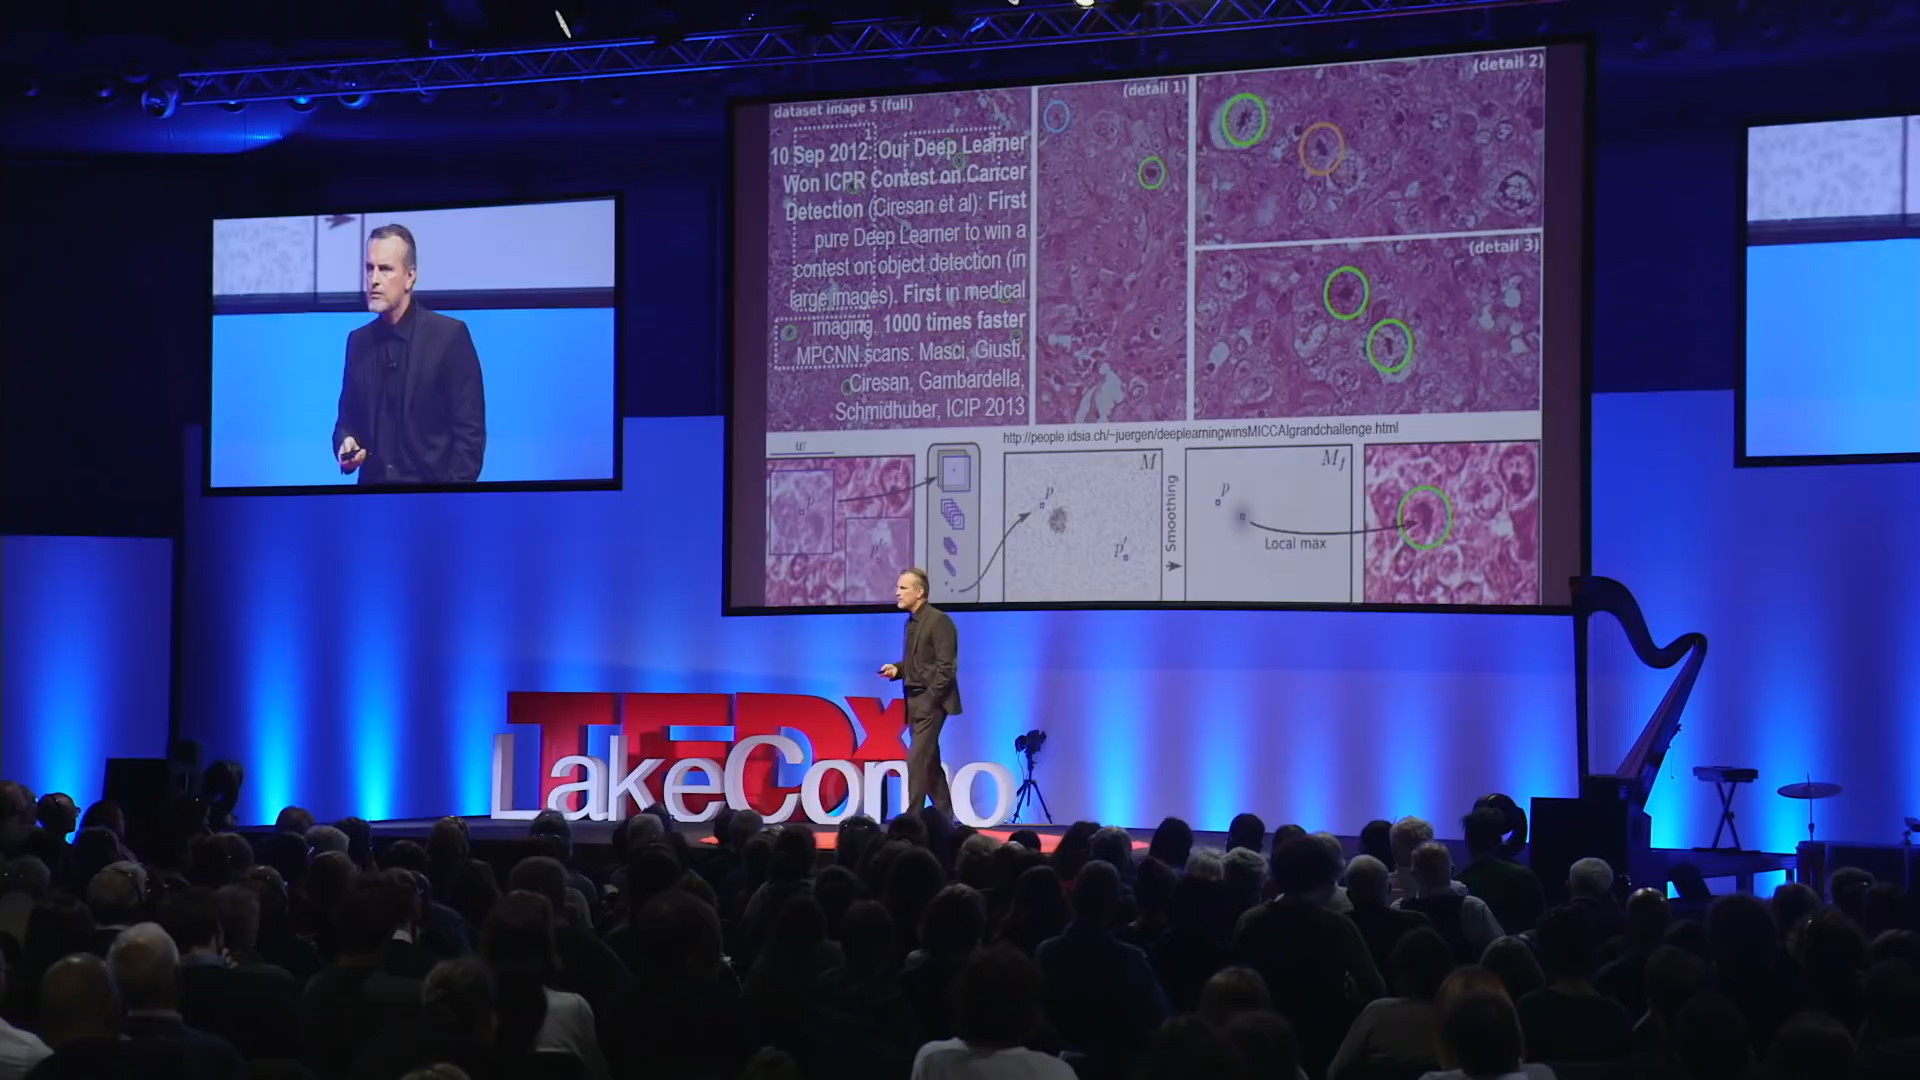 dataset image 5 (full)
1
10 Sep 2012: Our Deep Learner
Won ICPR Contest on Cancer
Detection (Ciresan et al): First
pure Deep Learner to win a
contest on object detection (in
large images). First in medical
imaging. 1000 times faster
MPCNN scans: Masci, Giusti,
Ciresan, Gambardella,
Schmidhuber, ICIP 2013
(detail 1)
(detail 2)
(detail 3)
http://people.idsia.ch/~juergen/deeplearningwinsMICCAIgrandchallenge.html
w
p
p'
M
p
p'
Smoothing
Mf
p
Local max
TEDx
LakeComo